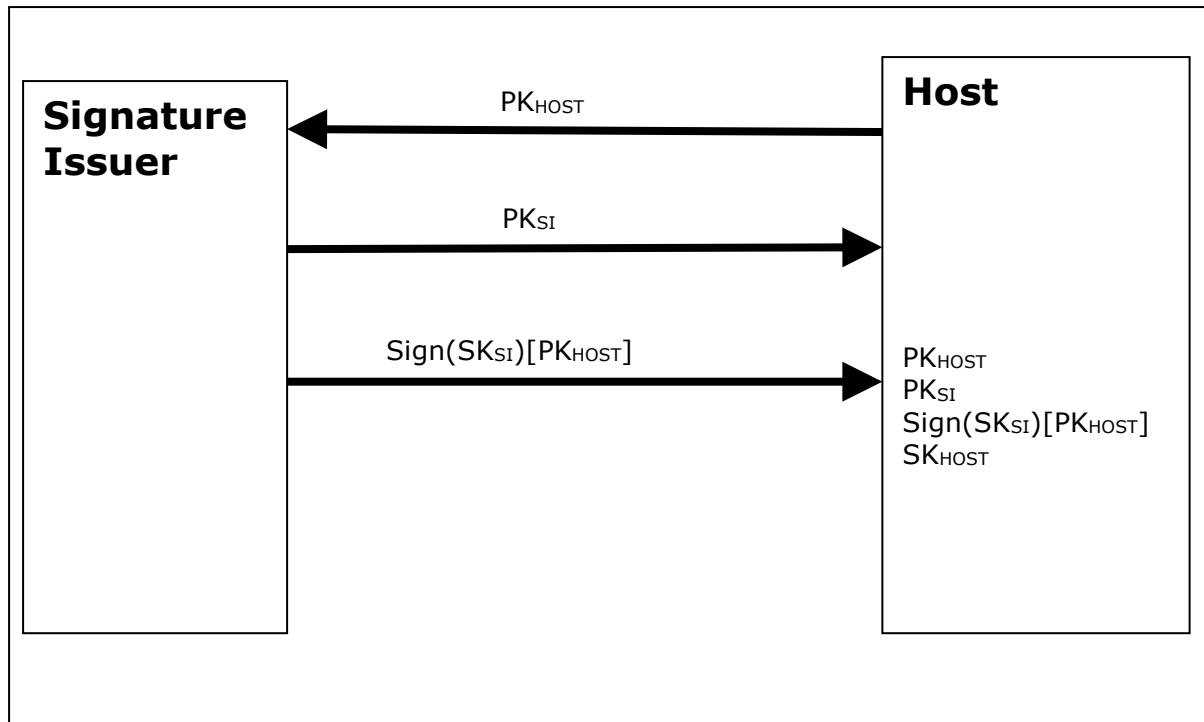 Signature
Issuer
PKHOST
PKSI
Sign(SKSI)[PKHOST]
Host
PKHOST
PKSI
Sign(SKSI)[PKHOST]
SKHOST